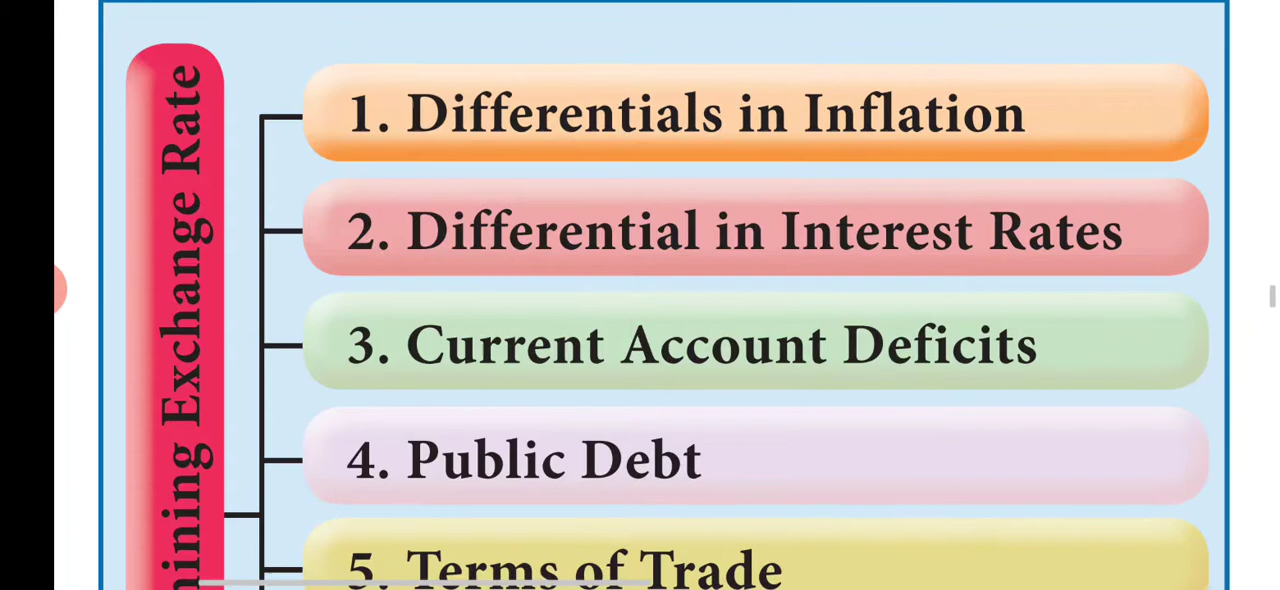 mining Exchange Rate
1. Differentials in Inflation
2. Differential in Interest Rates
3. Current Account Deficits
4. Public Debt
5. Terms of Trade